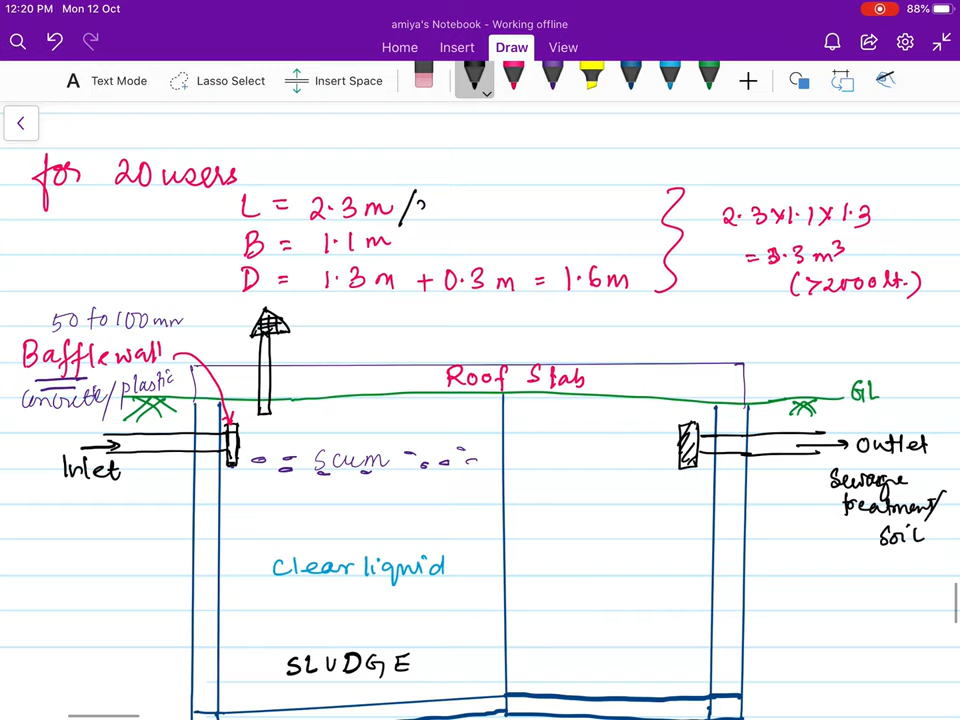 12:20 PM Mon 12 Oct
88%
amiya's Notebook - Working offline
Home Insert Draw View
Text Mode Lasso Select Insert Space
for 20 users
L = 2.3 m /
B = 1.1 m
D = 1.3 m + 0.3 m = 1.6 m
2.3 x 1.1 x 1.3
= 3.3 m³
(>2000 lt.)
50 to 100 mm
Baffle wall
concrete/plastic
Roof Slab
GL
Inlet
scum
Outlet
Sewage
treatment/
Soil
Clear liquid
SLUDGE